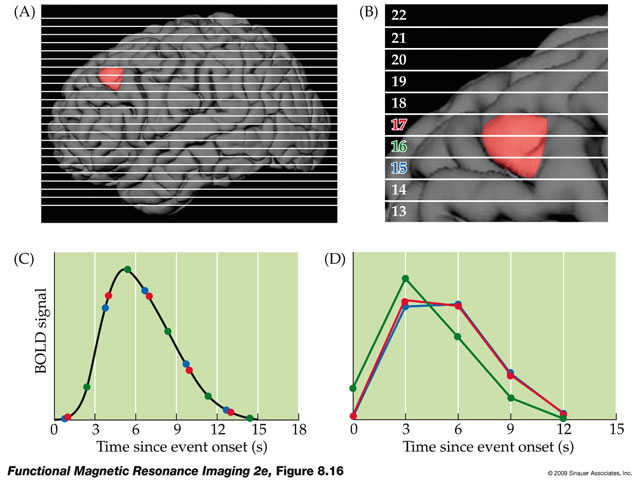 (A)
(B)
22
21
20
19
18
17
16
15
14
13
(C)
(D)
BOLD signal
0 3 6 9 12 15 18
0 3 6 9 12 15
Time since event onset (s)
Time since event onset (s)
Functional Magnetic Resonance Imaging 2e, Figure 8.16
© 2009 Sinauer Associates, Inc.